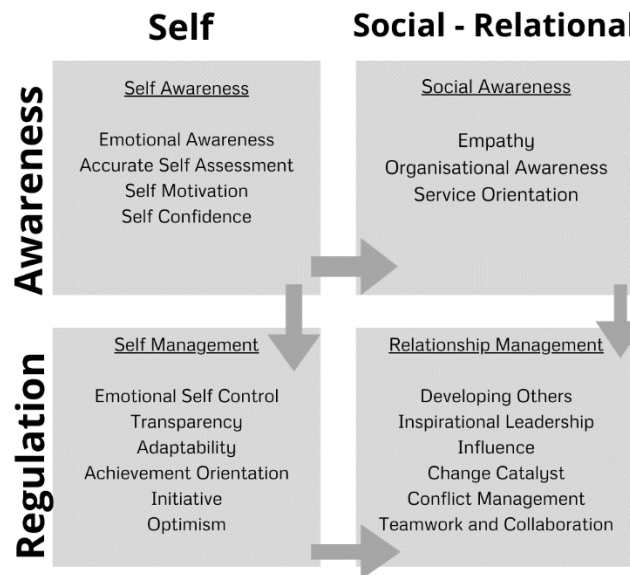 Self
Social - Relational
Awareness
Self Awareness
Emotional Awareness
Accurate Self Assessment
Self Motivation
Self Confidence
Social Awareness
Empathy
Organisational Awareness
Service Orientation
Regulation
Self Management
Emotional Self Control
Transparency
Adaptability
Achievement Orientation
Initiative
Optimism
Relationship Management
Developing Others
Inspirational Leadership
Influence
Change Catalyst
Conflict Management
Teamwork and Collaboration